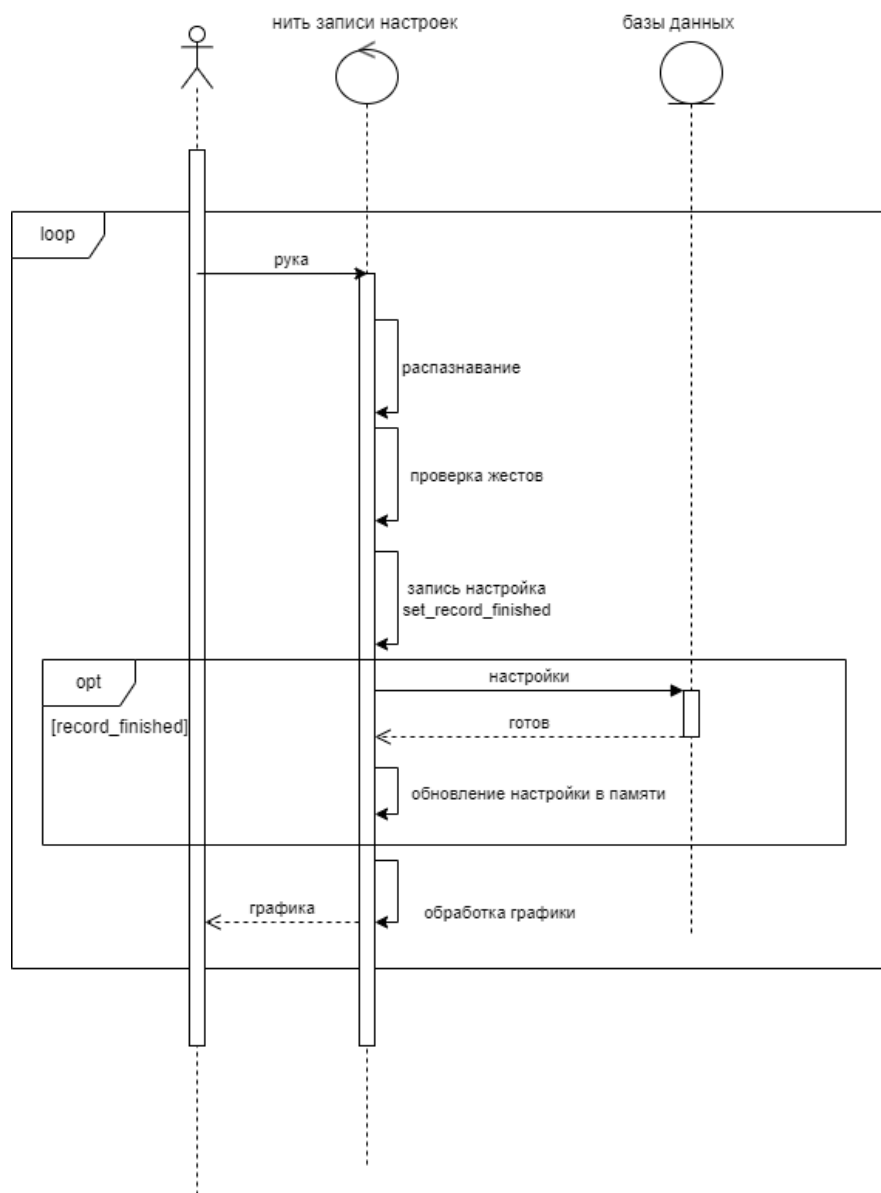 нить записи настроек
базы данных
loop
рука
распазнавание
проверка жестов
запись настройка
set_record_finished
opt
настройки
[record_finished]
готов
обновление настройки в памяти
графика
обработка графики